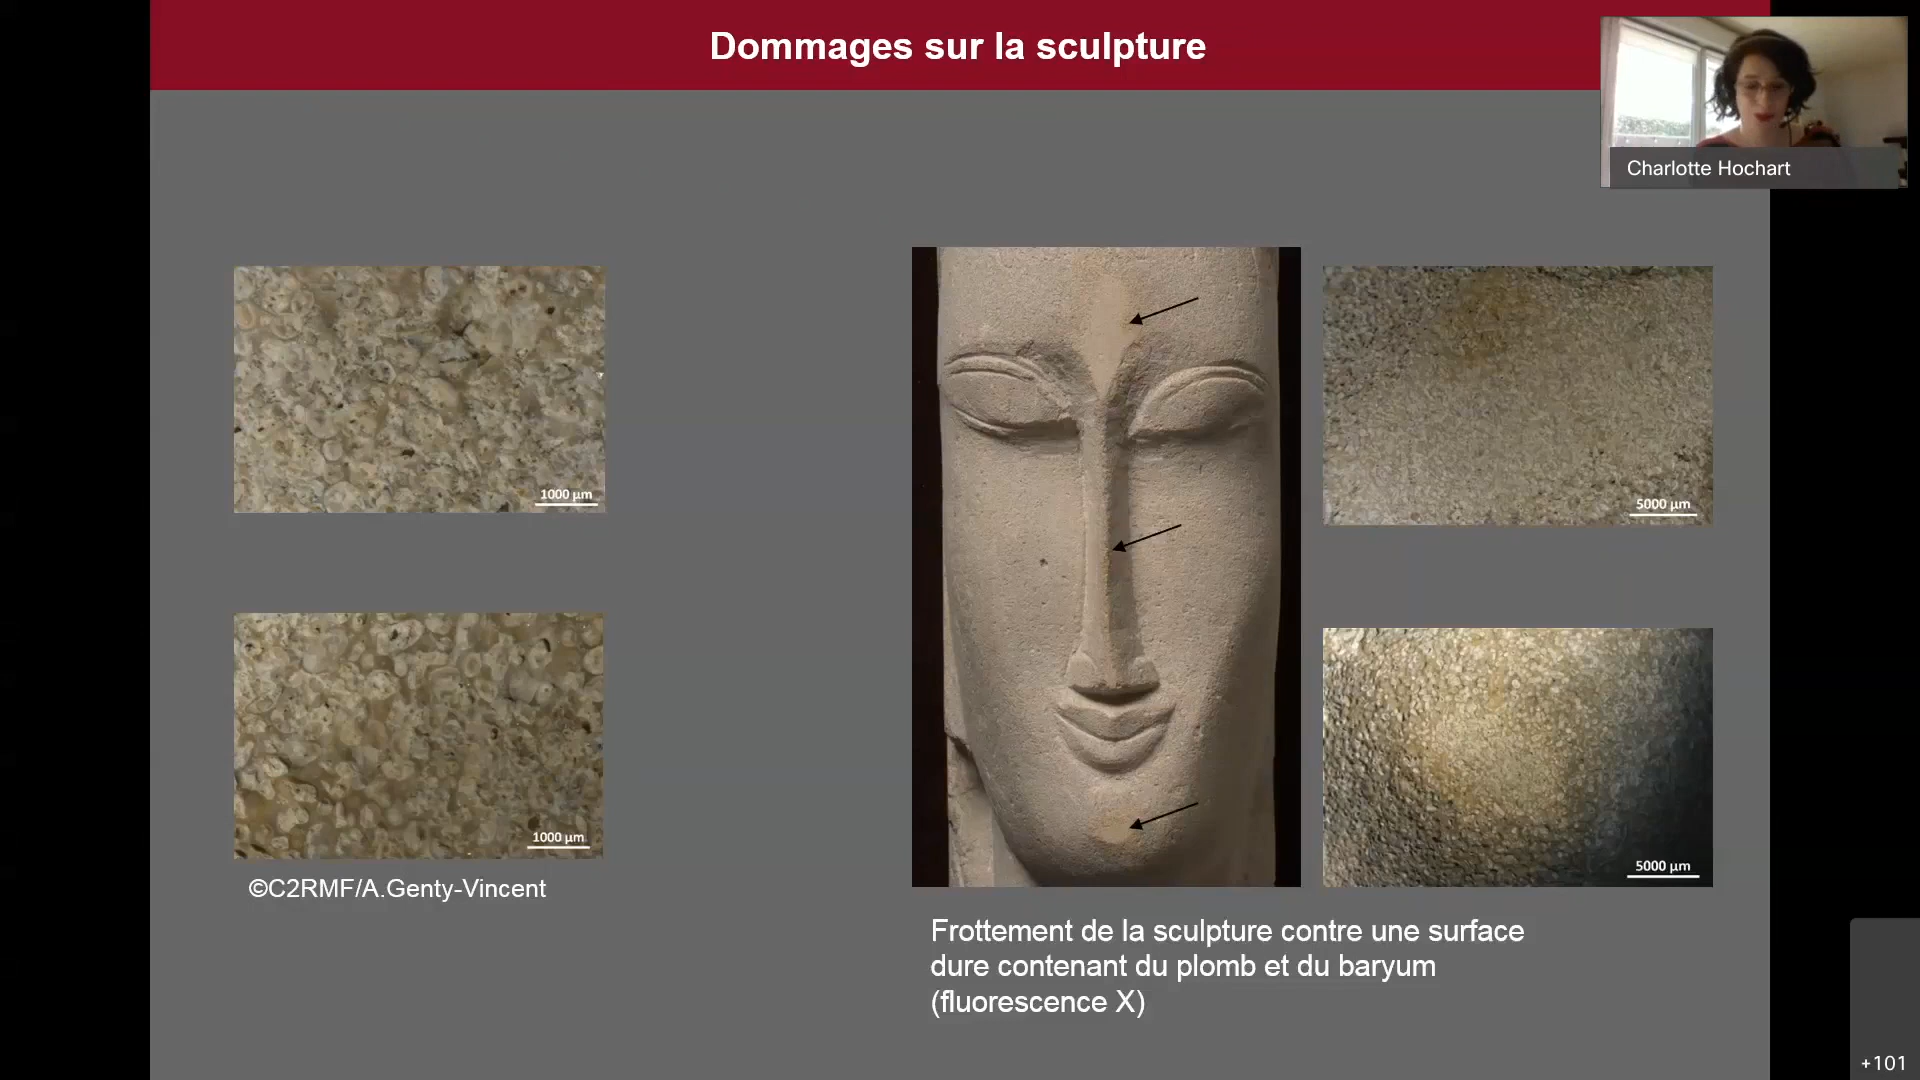 Dommages sur la sculpture
Charlotte Hochart
1000 µm
5000 µm
1000 µm
5000 µm
©C2RMF/A.Genty-Vincent
Frottement de la sculpture contre une surface
dure contenant du plomb et du baryum
(fluorescence X)
+101